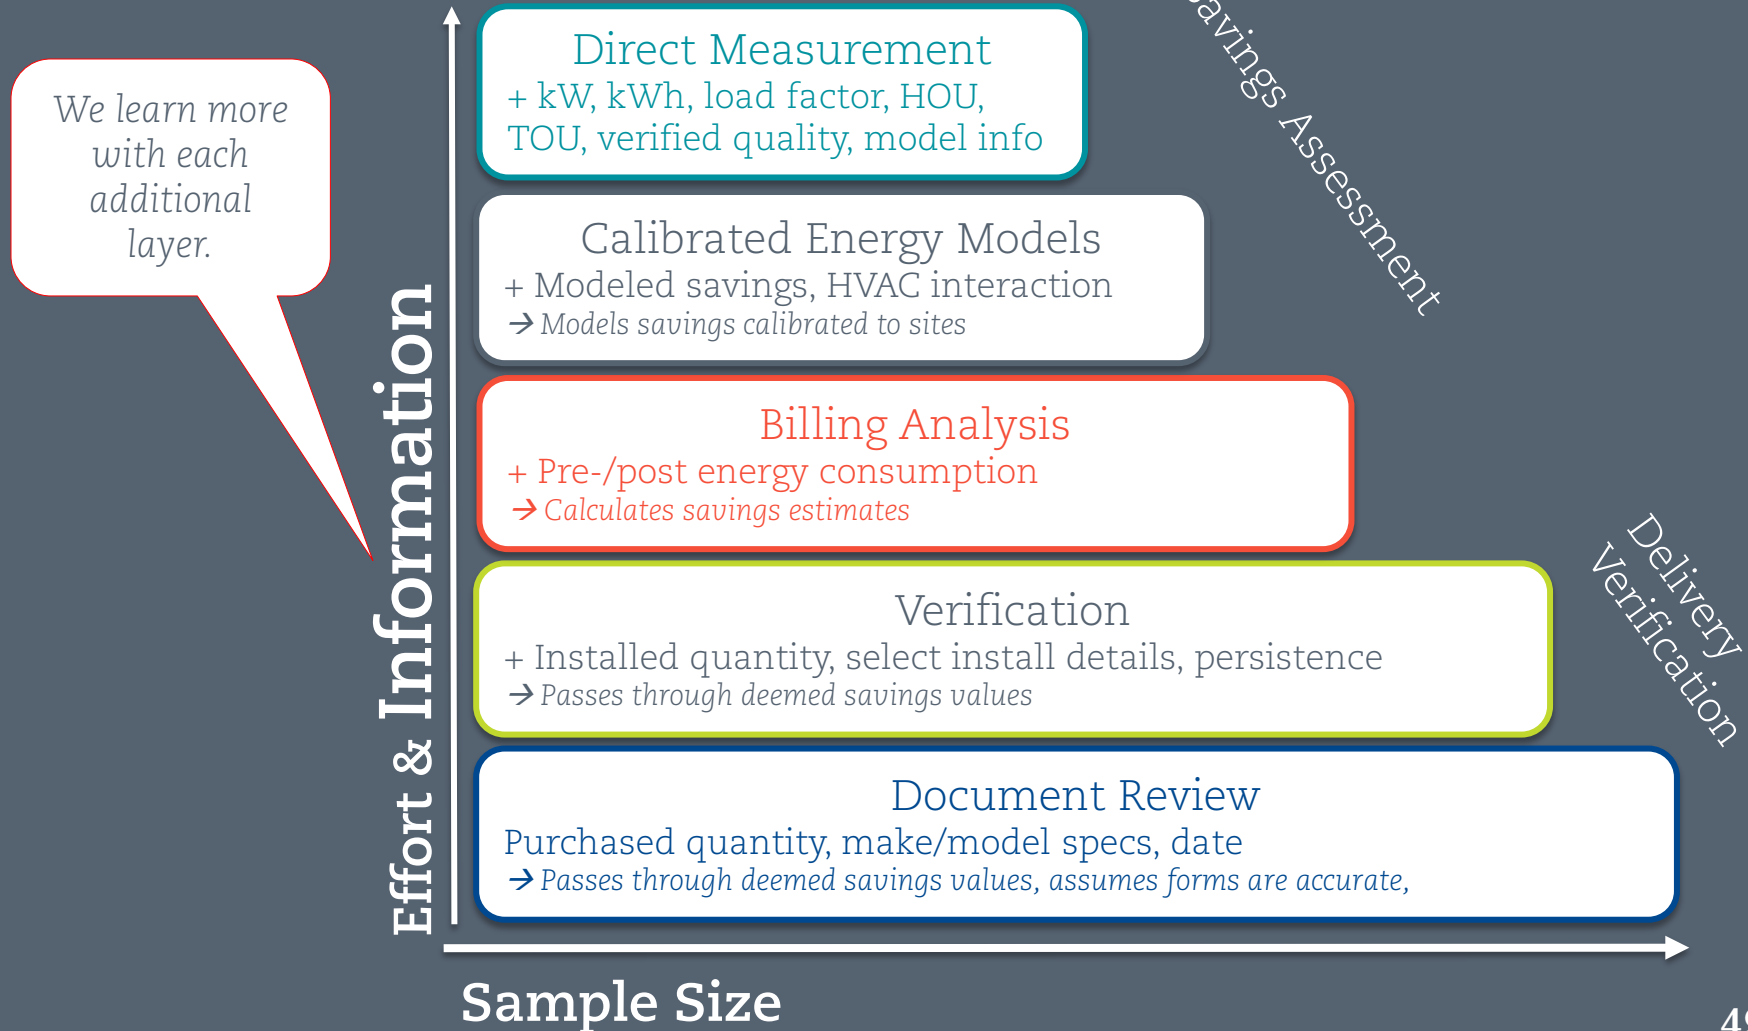 We learn more
with each
additional
layer.
Effort & Information
Direct Measurement
+ kW, kWh, load factor, HOU,
TOU, verified quality, model info
Calibrated Energy Models
+ Modeled savings, HVAC interaction
→ Models savings calibrated to sites
Billing Analysis
+ Pre-/post energy consumption
→ Calculates savings estimates
Verification
+ Installed quantity, select install details, persistence
→ Passes through deemed savings values
Document Review
Purchased quantity, make/model specs, date
→ Passes through deemed savings values, assumes forms are accurate,
Savings Assessment
Delivery
Verification
Sample Size